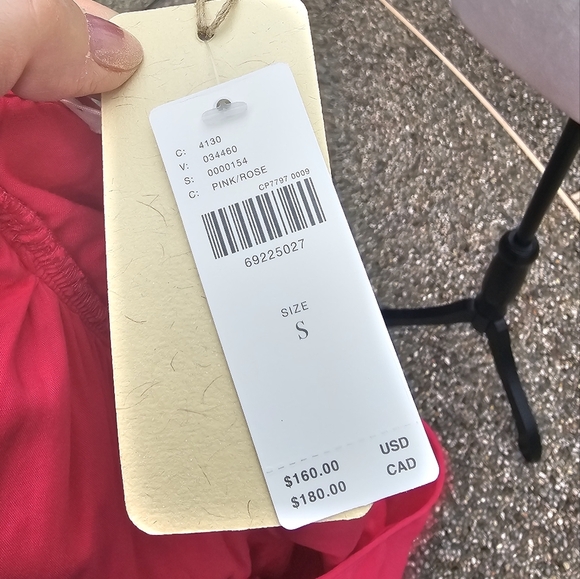 C: 4130
V: 034460
S: 0000154
C: PINK/ROSE
CP7797 0009
69225027
SIZE
S
$160.00 USD
$180.00 CAD